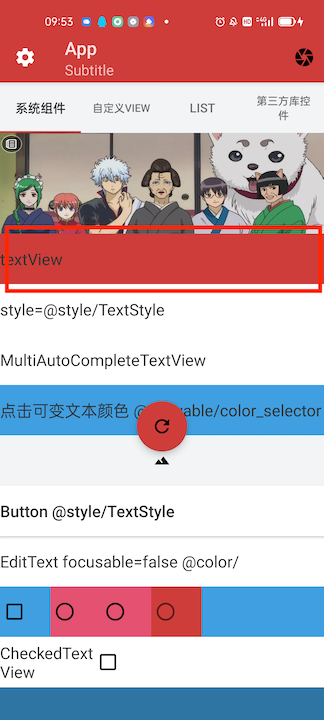 09:53
App
Subtitle
系统组件
自定义VIEW
LIST
第三方库控
件
textView
style=@style/TextStyle
MultiAutoCompleteTextView
点击可变文本颜色 @ able/color_selector
Button @style/TextStyle
EditText focusable=false @color/
CheckedText
View